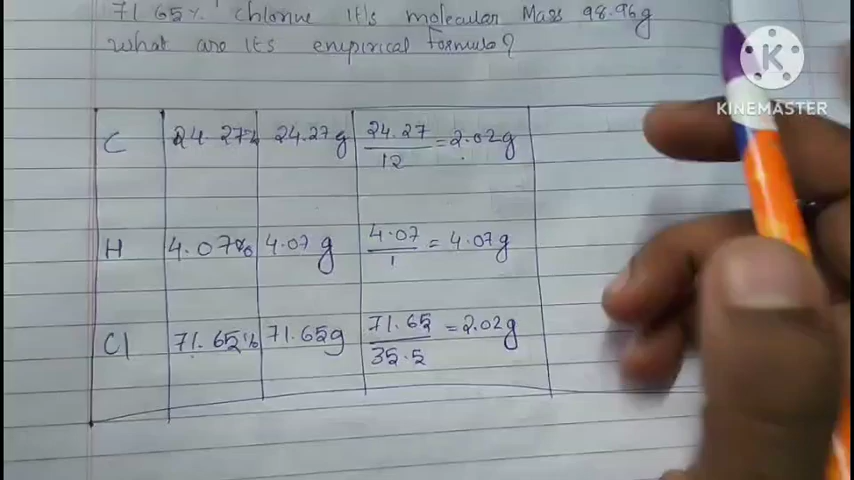 71.65% chlorine It's molecular Mass 98.96g
what are its empirical formula?
K
KINEMASTER
C 24.27% 24.27g 24.27/12 = 2.02g
H 4.07% 4.07g 4.07/1 = 4.07g
Cl 71.65% 71.65g 71.65/35.5 = 2.02g